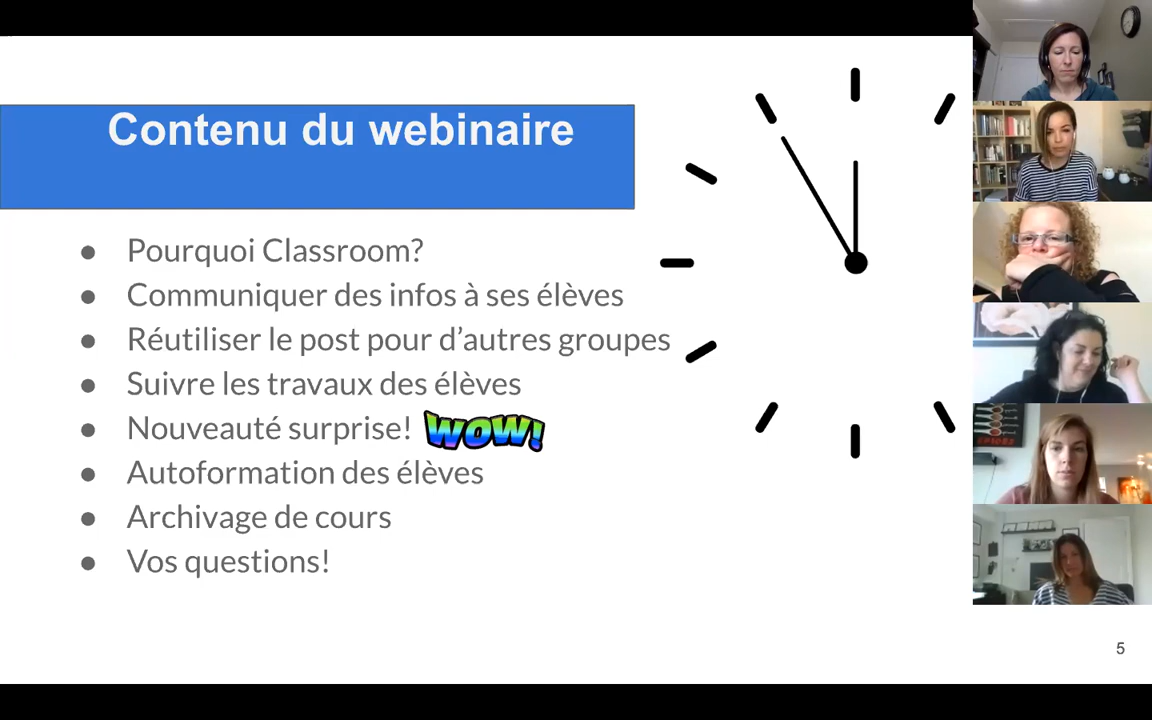 Contenu du webinaire
Pourquoi Classroom?
Communiquer des infos à ses élèves
Réutiliser le post pour d’autres groupes
Suivre les travaux des élèves
Nouveauté surprise! WOW!
Autoformation des élèves
Archivage de cours
Vos questions!
5